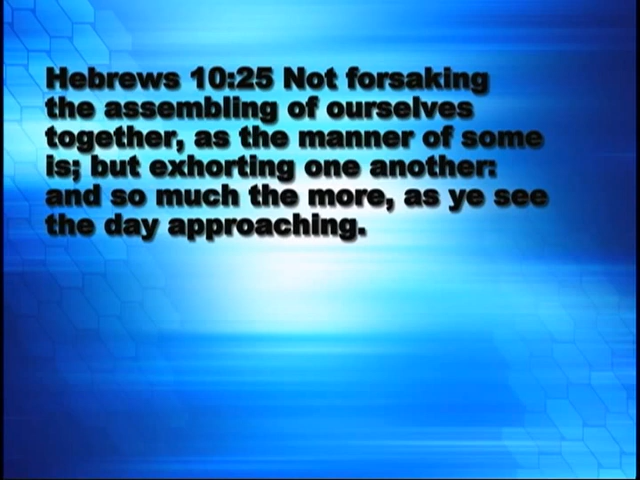 Hebrews 10:25 Not forsaking
the assembling of ourselves
together, as the manner of some
is; but exhorting one another:
and so much the more, as ye see
the day approaching.